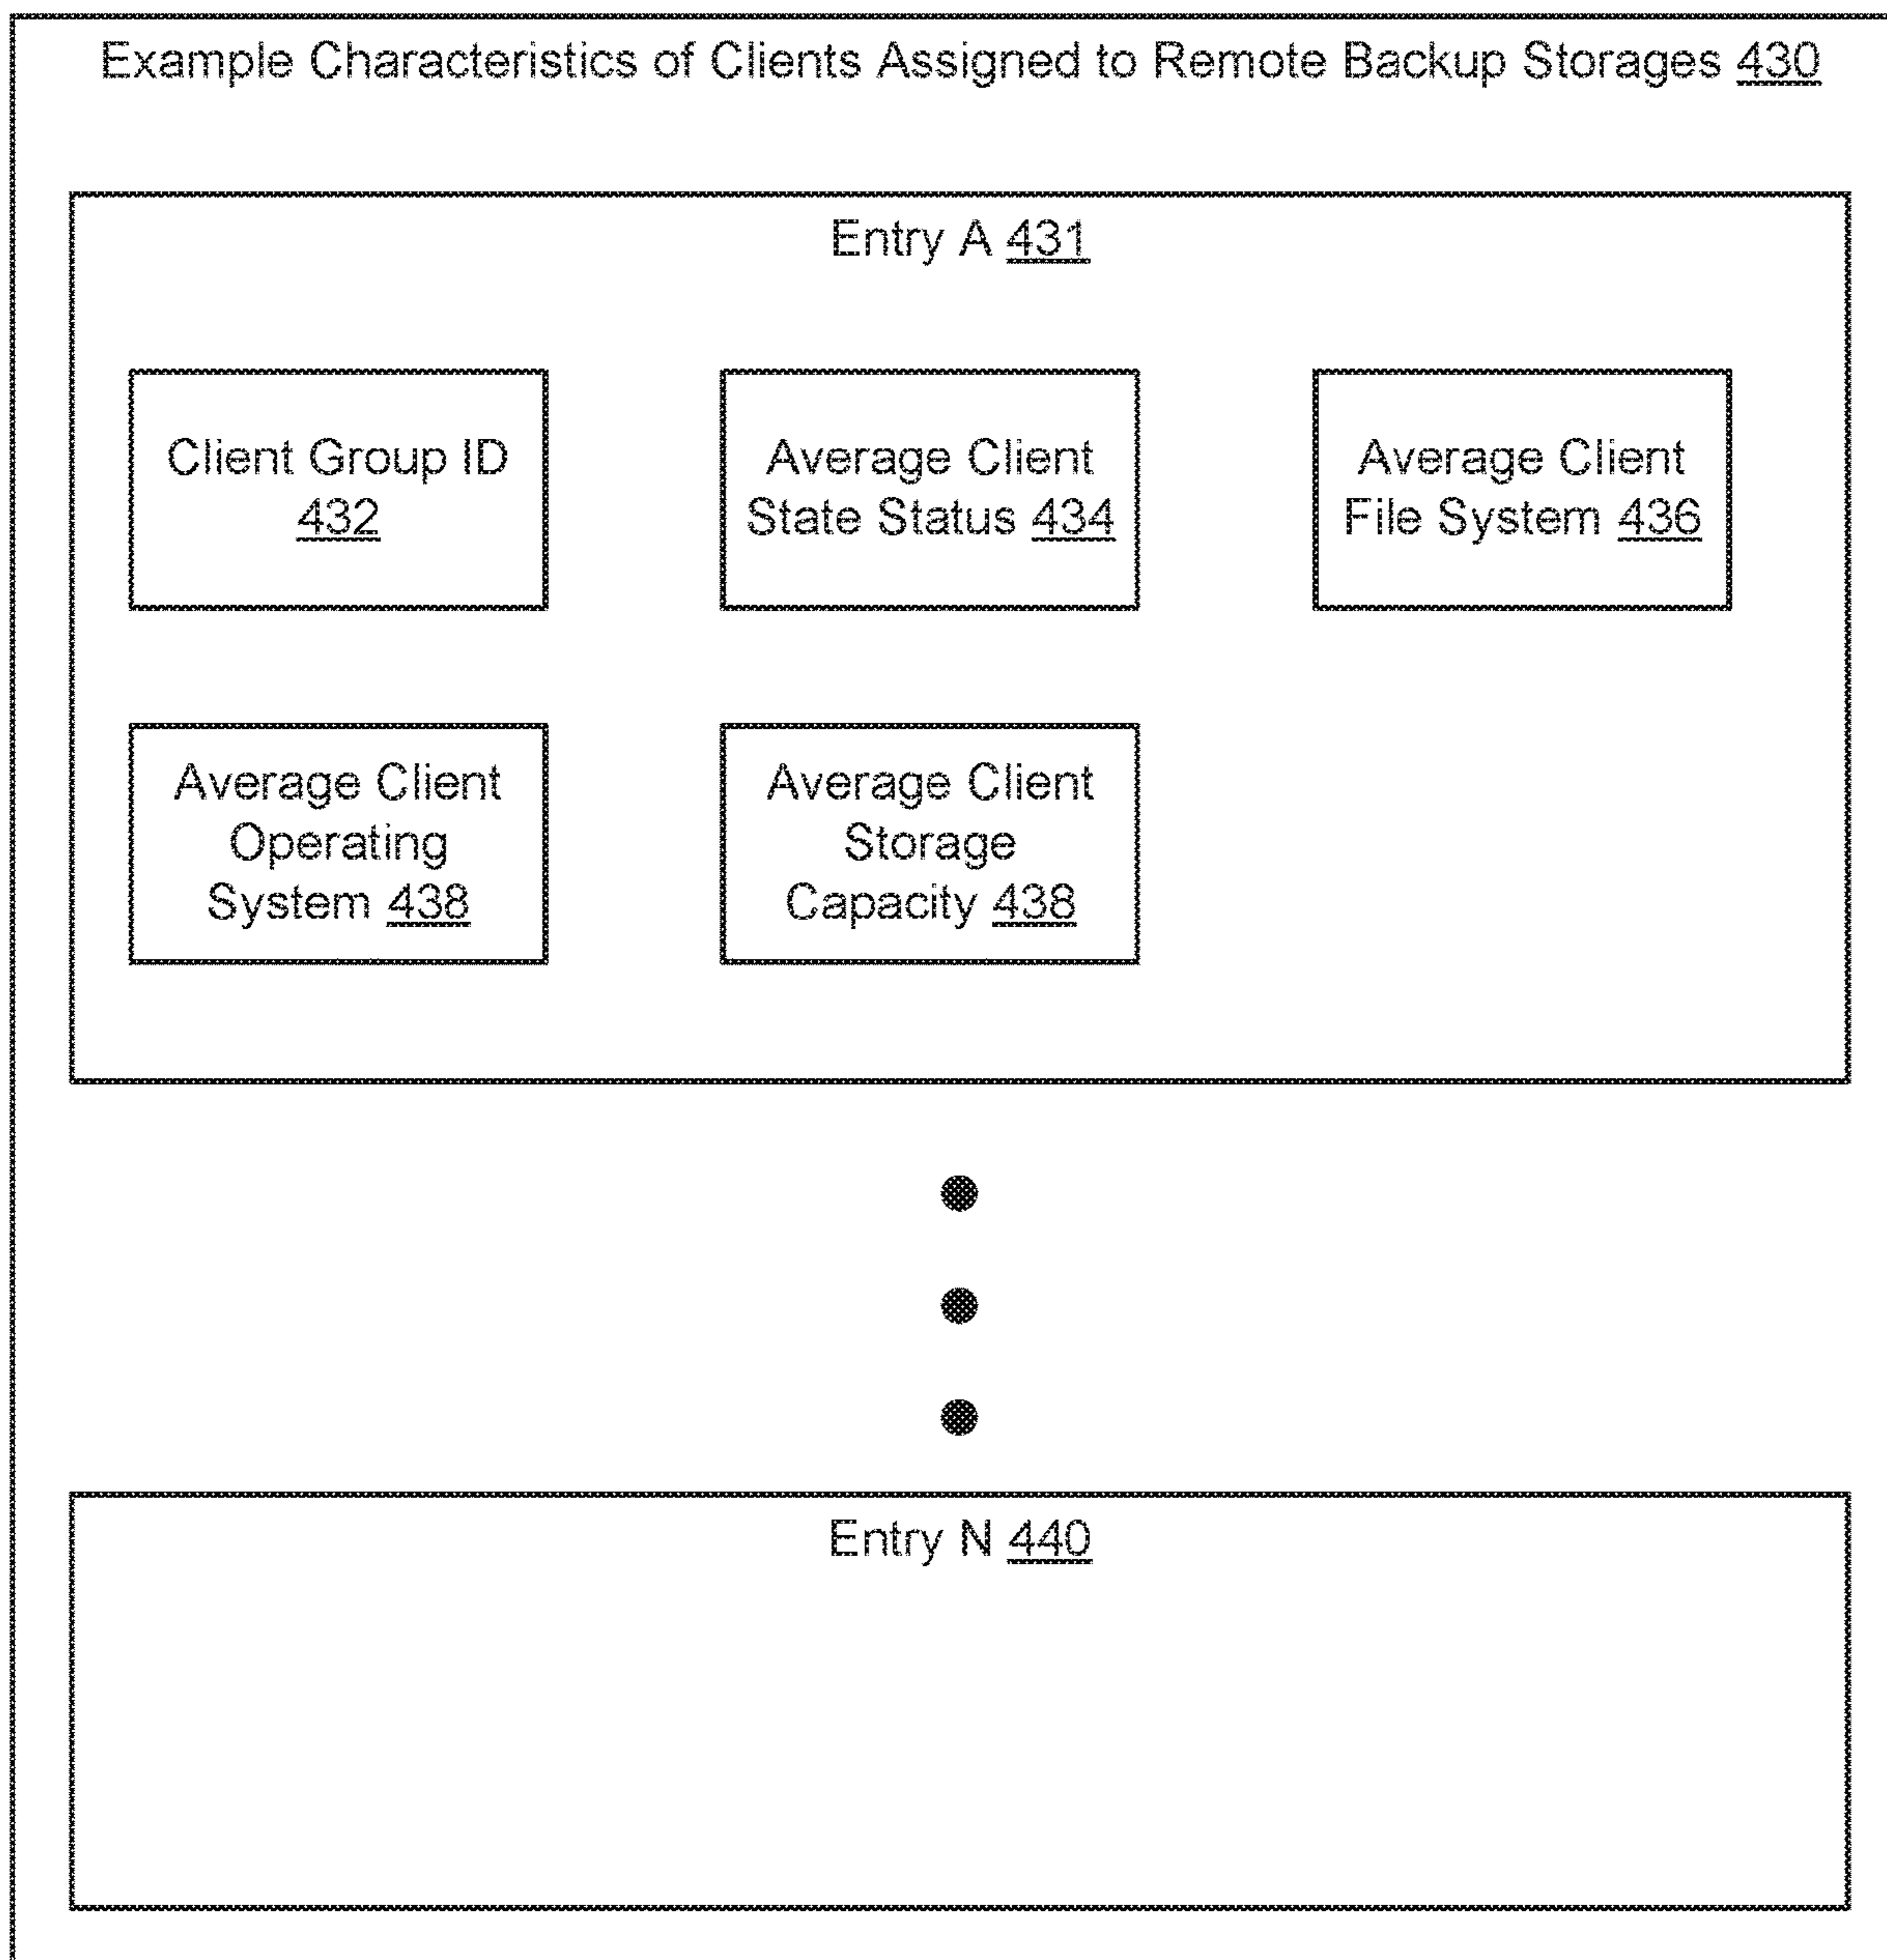 Example Characteristics of Clients Assigned to Remote Backup Storages 430
Entry A 431
Client Group ID
432
Average Client
State Status 434
Average Client
File System 436
Average Client
Operating
System 438
Average Client
Storage
Capacity 438
Entry N 440